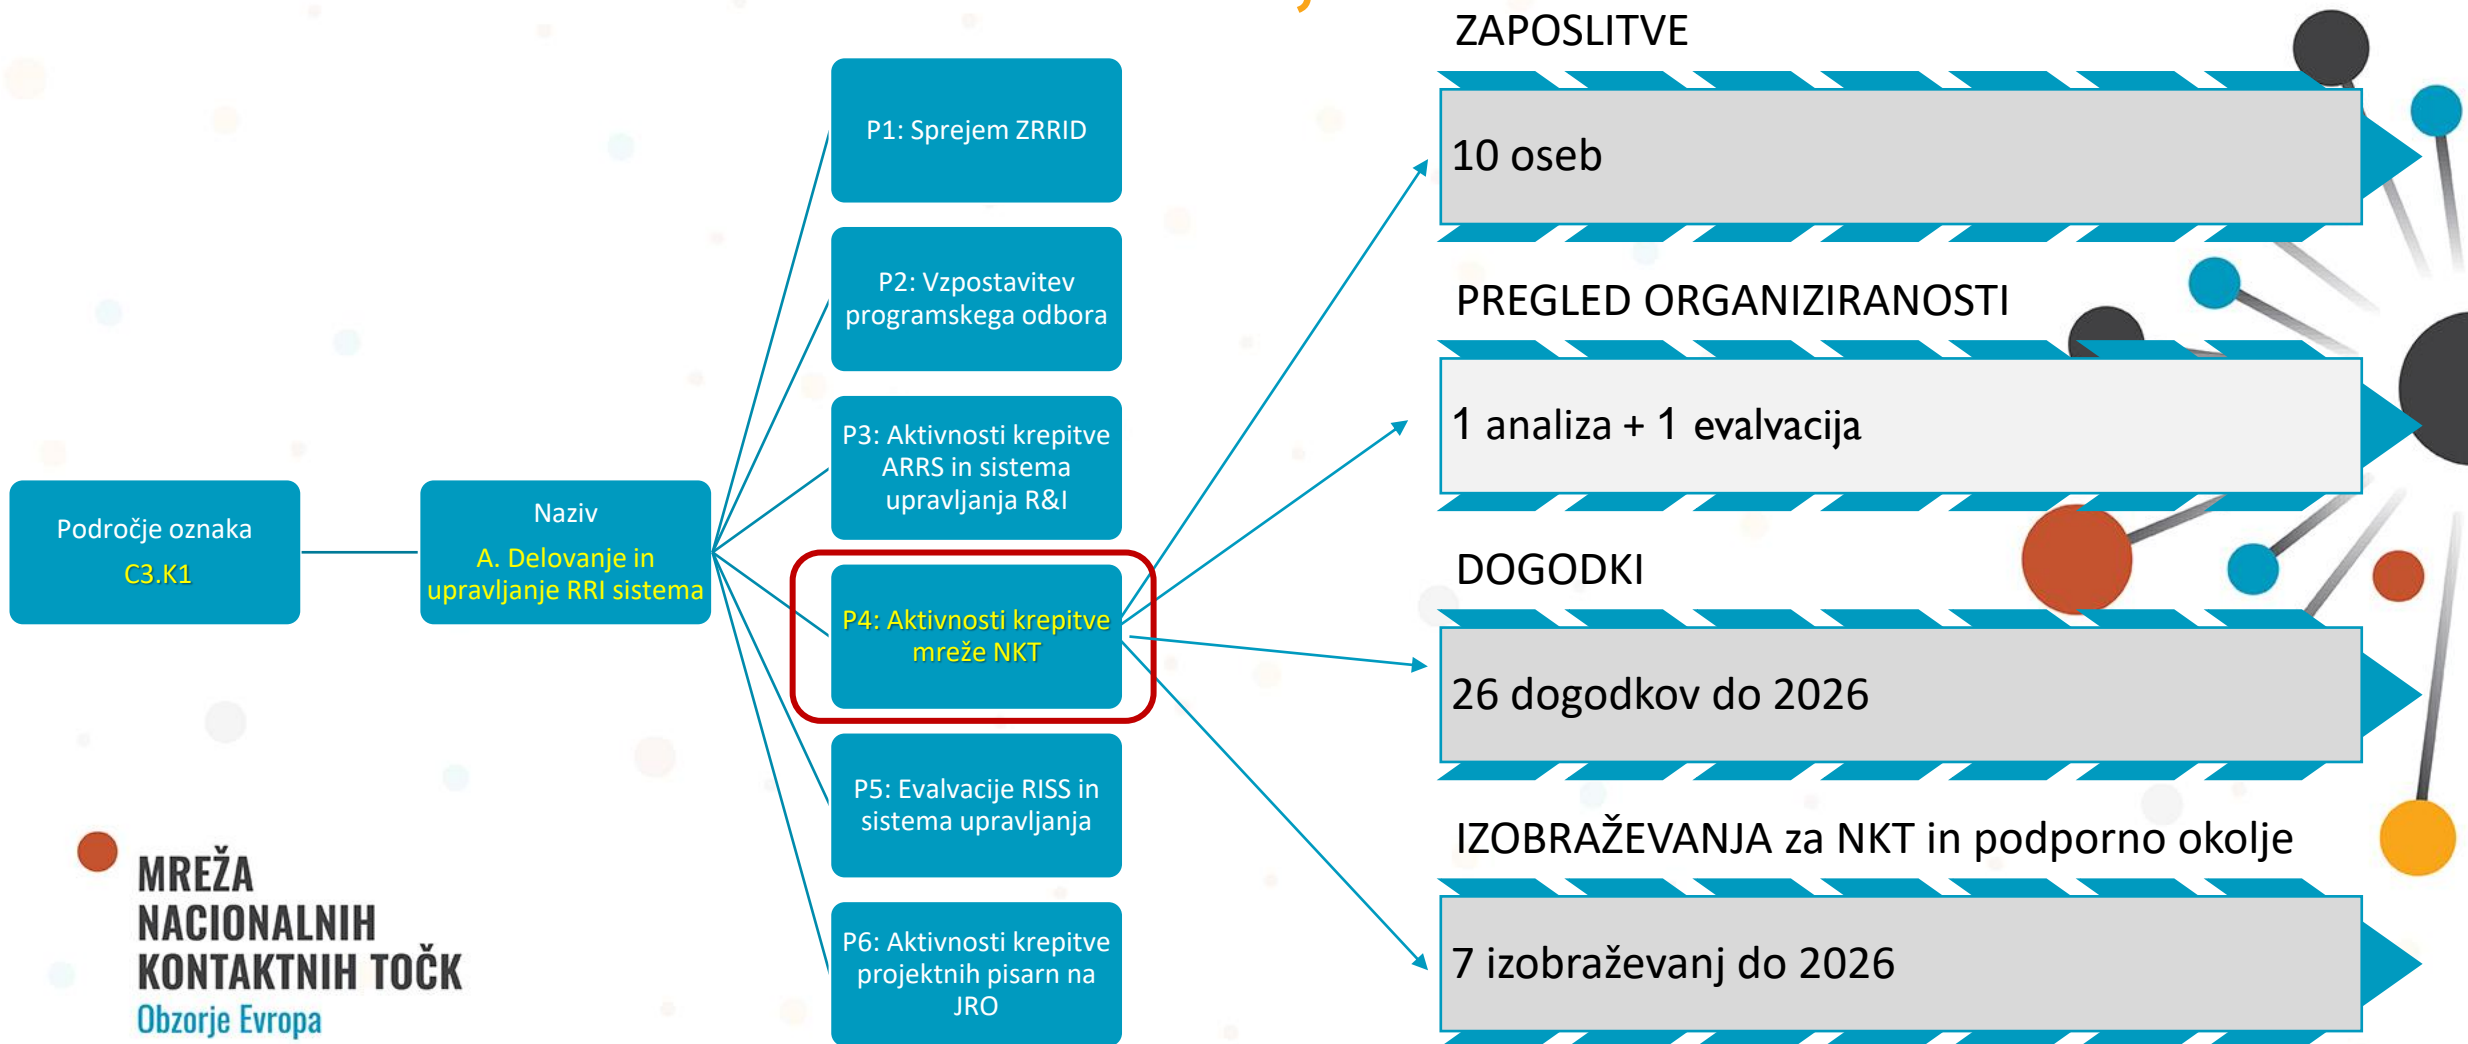 Področje oznaka
C3.K1
Naziv
A. Delovanje in
upravljanje RRI sistema
P1: Sprejem ZRRID
P2: Vzpostavitev
programskega odbora
P3: Aktivnosti krepitve
ARRS in sistema
upravljanja R&I
P4: Aktivnosti krepitve
mreže NKT
P5: Evalvacije RISS in
sistema upravljanja
P6: Aktivnosti krepitve
projektnih pisarn na
JRO
ZAPOSLITVE
10 oseb
PREGLED ORGANIZIRANOSTI
1 analiza + 1 evalvacija
DOGODKI
26 dogodkov do 2026
IZOBRAŽEVANJA za NKT in podporno okolje
7 izobraževanj do 2026
MREŽA
NACIONALNIH
KONTAKTNIH TOČK
Obzorje Evropa